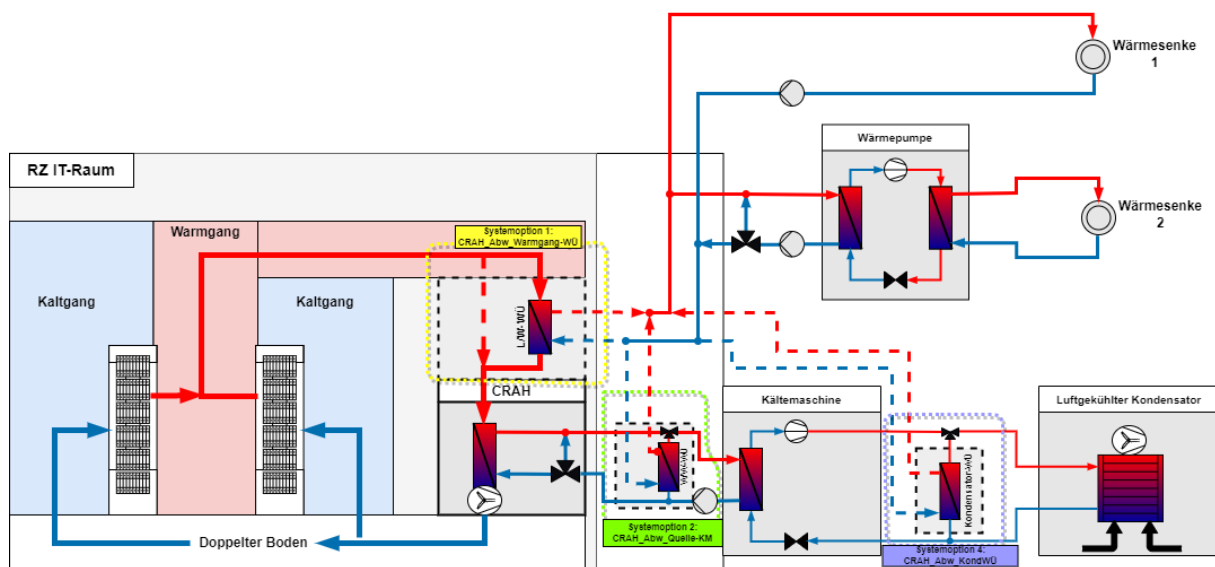 Wärmesenke
1
Wärmepumpe
RZ IT-Raum
Wärmesenke
2
Warmgang
Systemoption 1:
CRAH_Abw_Warmgang-WÜ
Kaltgang
Kaltgang
L/W-WÜ
CRAH
Kältemaschine
Luftgekühlter Kondensator
W/W-WÜ
Kondensator-WÜ
Doppelter Boden
Systemoption 2:
CRAH_Abw_Quelle-KM
Systemoption 4:
CRAH_Abw_KondWÜ